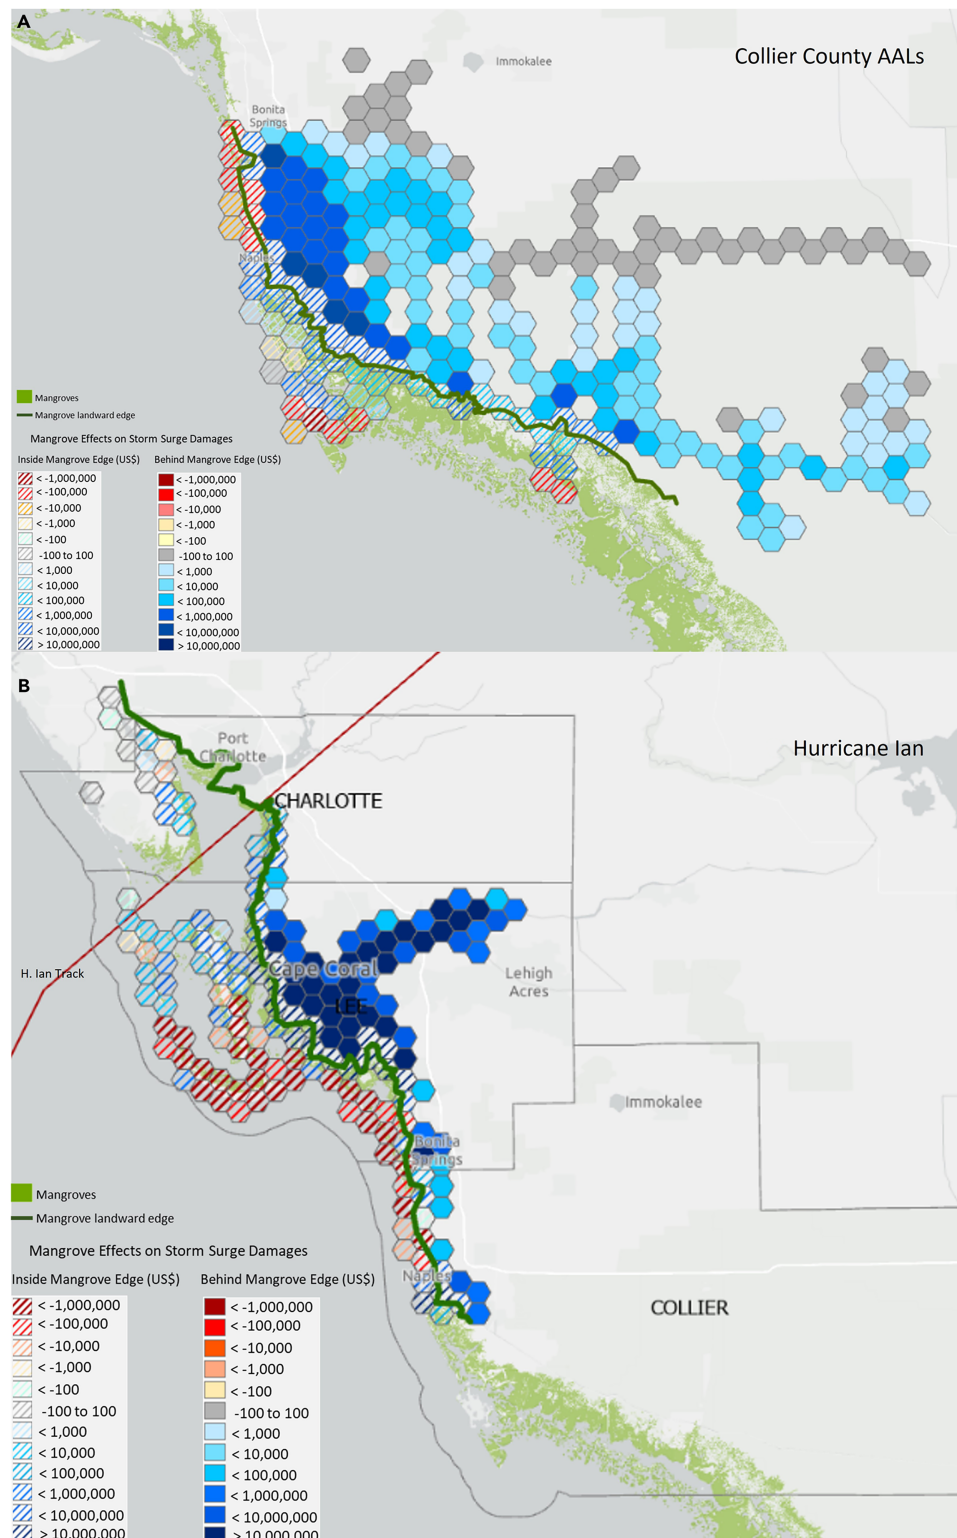 A
Collier County AALs
Immokalee
Bonita
Springs
Naples
Mangroves
Mangrove landward edge
Mangrove Effects on Storm Surge Damages
Inside Mangrove Edge (US$)
Behind Mangrove Edge (US$)
< -1,000,000
< -1,000,000
< -100,000
< -100,000
< -10,000
< -10,000
< -1,000
< -1,000
< -100
< -100
-100 to 100
-100 to 100
< 1,000
< 1,000
< 10,000
< 10,000
< 100,000
< 100,000
< 1,000,000
< 1,000,000
< 10,000,000
< 10,000,000
> 10,000,000
> 10,000,000
B
Hurricane Ian
Port
Charlotte
CHARLOTTE
H. Ian Track
Cape Coral
LEE
Lehigh
Acres
Immokalee
Bonita
Springs
Naples
COLLIER
Mangroves
Mangrove landward edge
Mangrove Effects on Storm Surge Damages
Inside Mangrove Edge (US$)
Behind Mangrove Edge (US$)
< -1,000,000
< -1,000,000
< -100,000
< -100,000
< -10,000
< -10,000
< -1,000
< -1,000
< -100
< -100
-100 to 100
-100 to 100
< 1,000
< 1,000
< 10,000
< 10,000
< 100,000
< 100,000
< 1,000,000
< 1,000,000
< 10,000,000
< 10,000,000
> 10,000,000
> 10,000,000